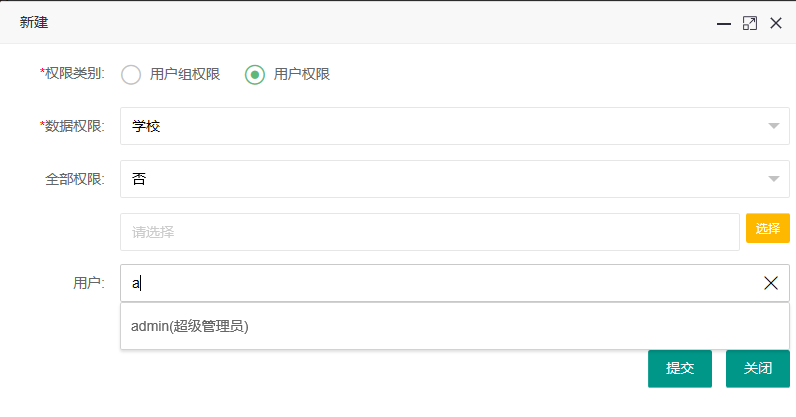 新建
*权限类别: 用户组权限 用户权限
*数据权限: 学校
全部权限: 否
请选择 选择
用户: a
admin(超级管理员)
提交 关闭